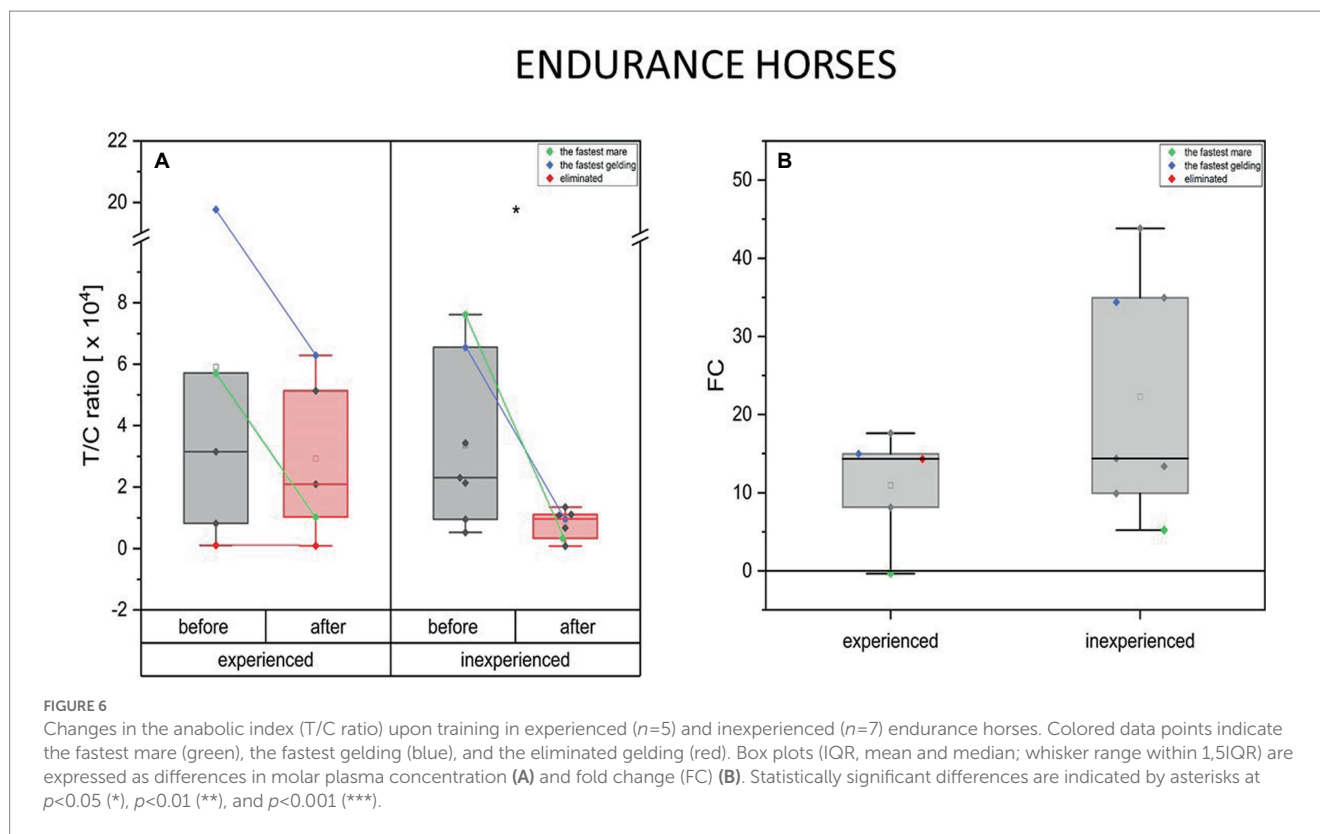 ENDURANCE HORSES
A
the fastest mare
the fastest gelding
eliminated
*
T/C ratio [ x 10⁴]
22
20
8
6
4
2
0
-2
before after before after
experienced inexperienced
B
the fastest mare
the fastest gelding
eliminated
FC
50
40
30
20
10
0
experienced inexperienced
FIGURE 6
Changes in the anabolic index (T/C ratio) upon training in experienced (n=5) and inexperienced (n=7) endurance horses. Colored data points indicate
the fastest mare (green), the fastest gelding (blue), and the eliminated gelding (red). Box plots (IQR, mean and median; whisker range within 1,5IQR) are
expressed as differences in molar plasma concentration (A) and fold change (FC) (B). Statistically significant differences are indicated by asterisks at
p<0.05 (*), p<0.01 (**), and p<0.001 (***).